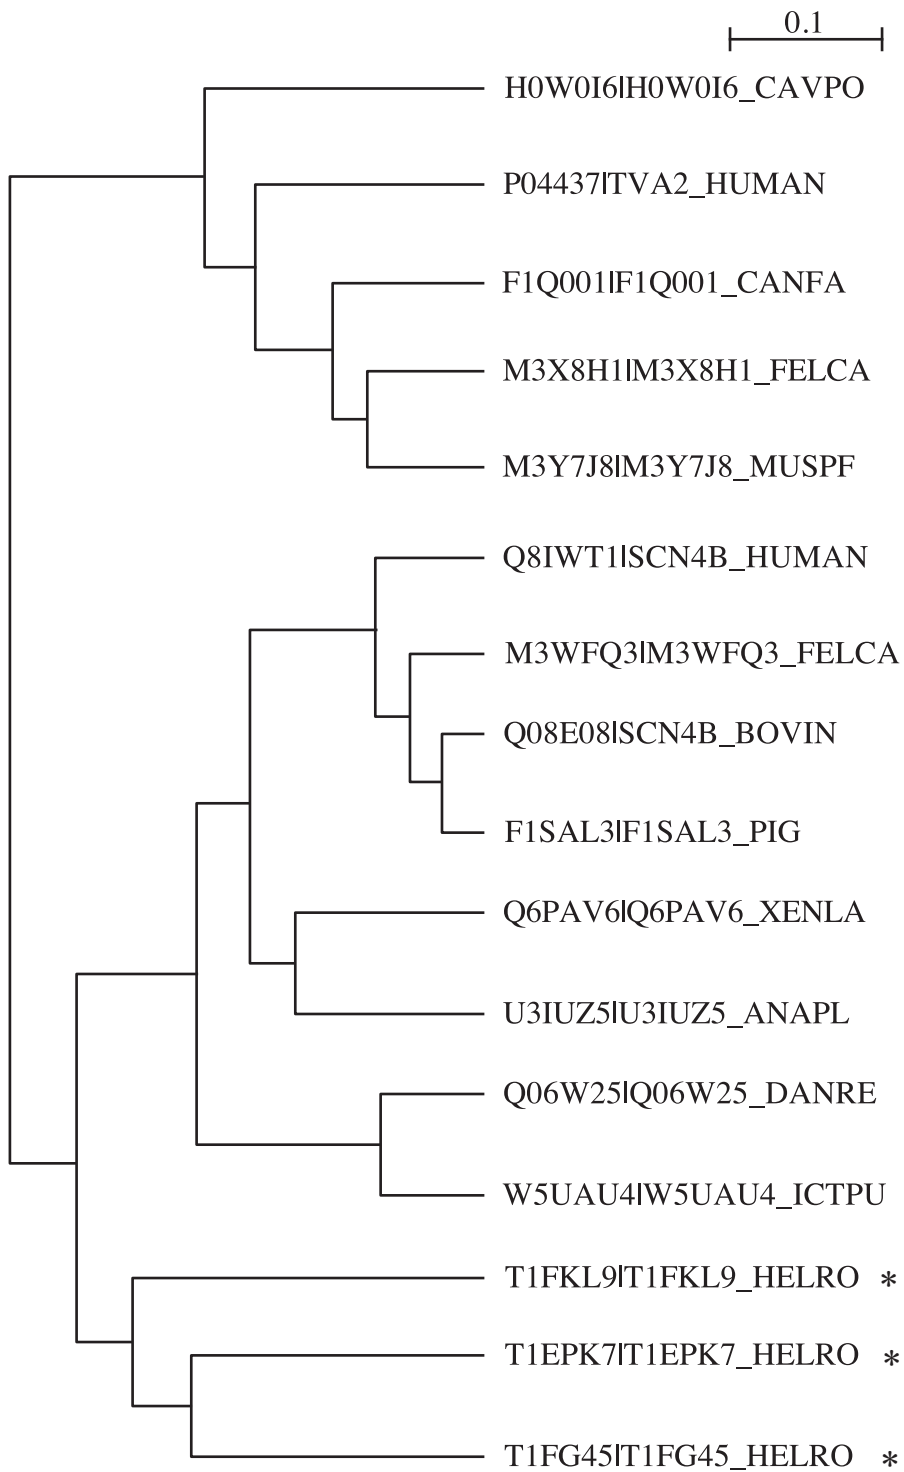 0.1
H0W0I6|H0W0I6_CAVPO
P04437|TVA2_HUMAN
F1Q001|F1Q001_CANFA
M3X8H1|M3X8H1_FELCA
M3Y7J8|M3Y7J8_MUSPF
Q8IWT1|SCN4B_HUMAN
M3WFQ3|M3WFQ3_FELCA
Q08E08|SCN4B_BOVIN
F1SAL3|F1SAL3_PIG
Q6PAV6|Q6PAV6_XENLA
U3IUZ5|U3IUZ5_ANAPL
Q06W25|Q06W25_DANRE
W5UAU4|W5UAU4_ICTPU
T1FKL9|T1FKL9_HELRO *
T1EPK7|T1EPK7_HELRO *
T1FG45|T1FG45_HELRO *